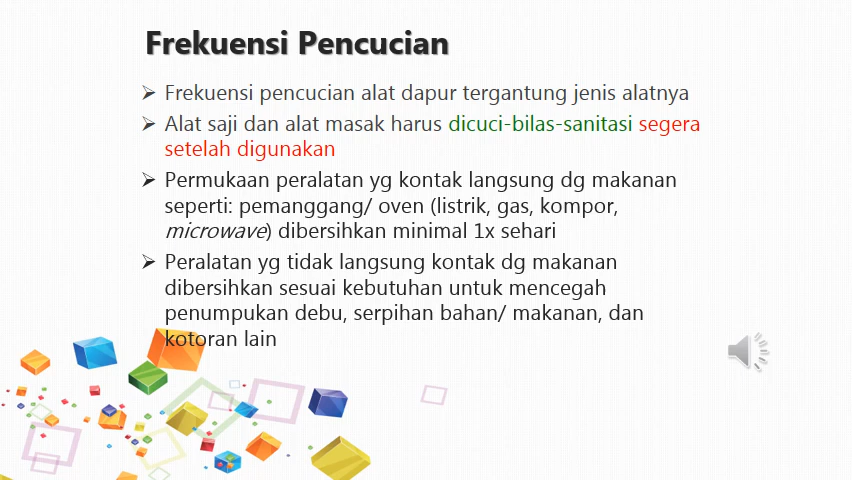 Frekuensi Pencucian
➢ Frekuensi pencucian alat dapur tergantung jenis alatnya
➢ Alat saji dan alat masak harus dicuci-bilas-sanitasi segera
setelah digunakan
➢ Permukaan peralatan yg kontak langsung dg makanan
seperti: pemanggang/ oven (listrik, gas, kompor,
microwave) dibersihkan minimal 1x sehari
➢ Peralatan yg tidak langsung kontak dg makanan
dibersihkan sesuai kebutuhan untuk mencegah
penumpukan debu, serpihan bahan/ makanan, dan
kotoran lain